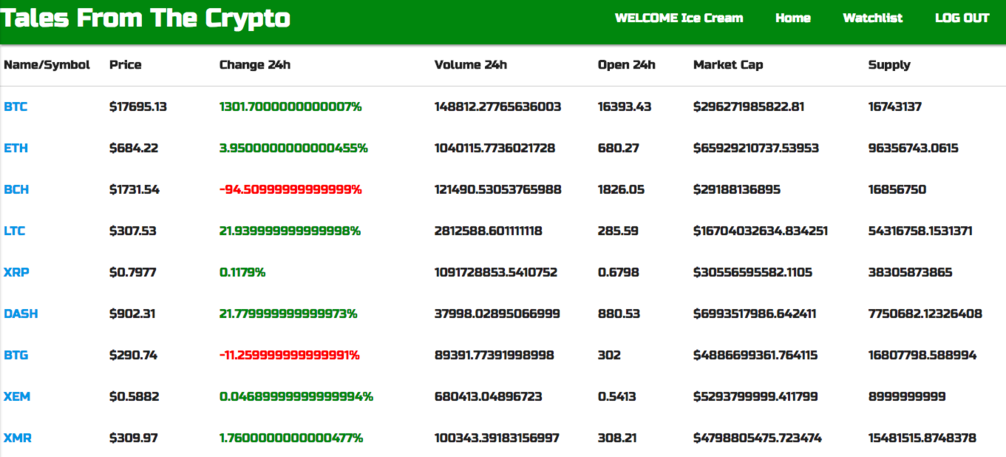 Tales From The Crypto WELCOME Ice Cream Home Watchlist LOG OUT
Name/Symbol Price Change 24h Volume 24h Open 24h Market Cap Supply
BTC $17695.13 1301.7000000000007% 148812.27765636003 16393.43 $296271985822.81 16743137
ETH $684.22 3.9500000000000455% 1040115.7736021728 680.27 $65929210737.53953 96356743.0615
BCH $1731.54 -94.50999999999999% 121490.53053765988 1826.05 $29188136895 16856750
LTC $307.53 21.939999999999998% 2812588.601111118 285.59 $16704032634.834251 54316758.1531371
XRP $0.7977 0.1179% 1091728853.5410752 0.6798 $30556595582.1105 38305873865
DASH $902.31 21.779999999999973% 37998.02895066999 880.53 $6993517986.642411 7750682.12326408
BTG $290.74 -11.259999999999991% 89391.77391998998 302 $4886699361.764115 16807798.588994
XEM $0.5882 0.04689999999999994% 680413.04896723 0.5413 $5293799999.411799 8999999999
XMR $309.97 1.7600000000000477% 100343.39183156997 308.21 $4798805475.723474 15481515.8748378